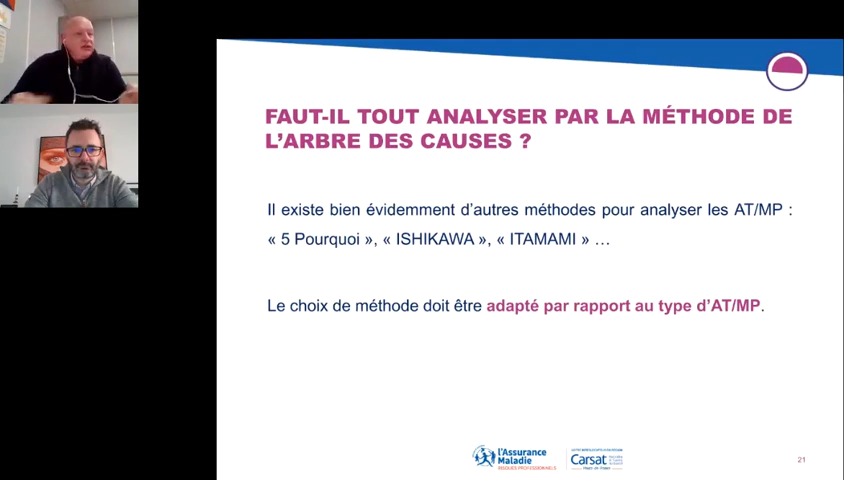 FAUT-IL TOUT ANALYSER PAR LA MÉTHODE DE
L'ARBRE DES CAUSES ?
Il existe bien évidemment d'autres méthodes pour analyser les AT/MP :
« 5 Pourquoi », « ISHIKAWA », « ITAMAMI » …
Le choix de méthode doit être adapté par rapport au type d'AT/MP.
l'Assurance
Maladie
RISQUES PROFESSIONNELS
Carsat
21